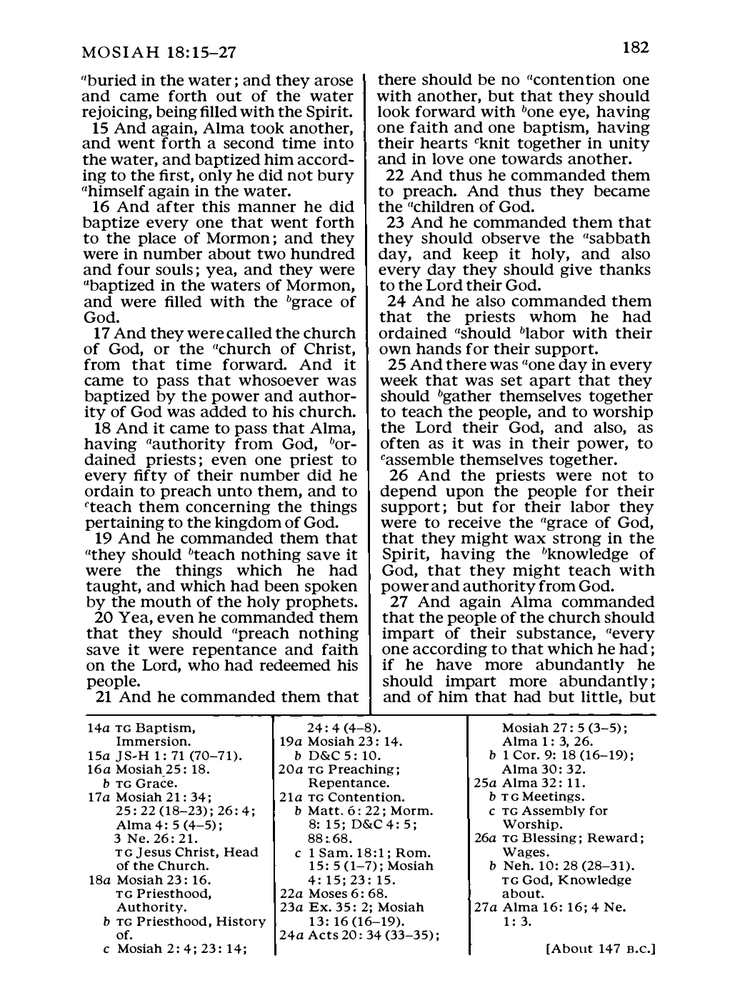 MOSIAH 18:15–27
182
aburied in the water; and they arose
and came forth out of the water
rejoicing, being filled with the Spirit.
15 And again, Alma took another,
and went forth a second time into
the water, and baptized him accord-
ing to the first, only he did not bury
ahimself again in the water.
16 And after this manner he did
baptize every one that went forth
to the place of Mormon; and they
were in number about two hundred
and four souls; yea, and they were
abaptized in the waters of Mormon,
and were filled with the bgrace of
God.
17 And they were called the church
of God, or the achurch of Christ,
from that time forward. And it
came to pass that whosoever was
baptized by the power and author-
ity of God was added to his church.
18 And it came to pass that Alma,
having aauthority from God, bor-
dained priests; even one priest to
every fifty of their number did he
ordain to preach unto them, and to
cteach them concerning the things
pertaining to the kingdom of God.
19 And he commanded them that
athey should bteach nothing save it
were the things which he had
taught, and which had been spoken
by the mouth of the holy prophets.
20 Yea, even he commanded them
that they should apreach nothing
save it were repentance and faith
on the Lord, who had redeemed his
people.
21 And he commanded them that
there should be no acontention one
with another, but that they should
look forward with bone eye, having
one faith and one baptism, having
their hearts cknit together in unity
and in love one towards another.
22 And thus he commanded them
to preach. And thus they became
the achildren of God.
23 And he commanded them that
they should observe the asabbath
day, and keep it holy, and also
every day they should give thanks
to the Lord their God.
24 And he also commanded them
that the priests whom he had
ordained ashould blabor with their
own hands for their support.
25 And there was aone day in every
week that was set apart that they
should bgather themselves together
to teach the people, and to worship
the Lord their God, and also, as
often as it was in their power, to
cassemble themselves together.
26 And the priests were not to
depend upon the people for their
support; but for their labor they
were to receive the agrace of God,
that they might wax strong in the
Spirit, having the bknowledge of
God, that they might teach with
power and authority from God.
27 And again Alma commanded
that the people of the church should
impart of their substance, aevery
one according to that which he had;
if he have more abundantly he
should impart more abundantly;
and of him that had but little, but
14a TG Baptism,
Immersion.
15a JS-H 1: 71 (70–71).
16a Mosiah 25: 18.
b TG Grace.
17a Mosiah 21: 34;
25: 22 (18–23); 26: 4;
Alma 4: 5 (4–5);
3 Ne. 26: 21.
TG Jesus Christ, Head
of the Church.
18a Mosiah 23: 16.
TG Priesthood,
Authority.
b TG Priesthood, History
of.
c Mosiah 2: 4; 23: 14;
24: 4 (4–8).
19a Mosiah 23: 14.
b D&C 5: 10.
20a TG Preaching;
Repentance.
21a TG Contention.
b Matt. 6: 22; Morm.
8: 15; D&C 4: 5;
88: 68.
c 1 Sam. 18:1; Rom.
15: 5 (1–7); Mosiah
4: 15; 23: 15.
22a Moses 6: 68.
23a Ex. 35: 2; Mosiah
13: 16 (16–19).
24a Acts 20: 34 (33–35);
Mosiah 27: 5 (3–5);
Alma 1: 3, 26.
b 1 Cor. 9: 18 (16–19);
Alma 30: 32.
25a Alma 32: 11.
b TG Meetings.
c TG Assembly for
Worship.
26a TG Blessing; Reward;
Wages.
b Neh. 10: 28 (28–31).
TG God, Knowledge
about.
27a Alma 16: 16; 4 Ne.
1: 3.
[About 147 B.C.]